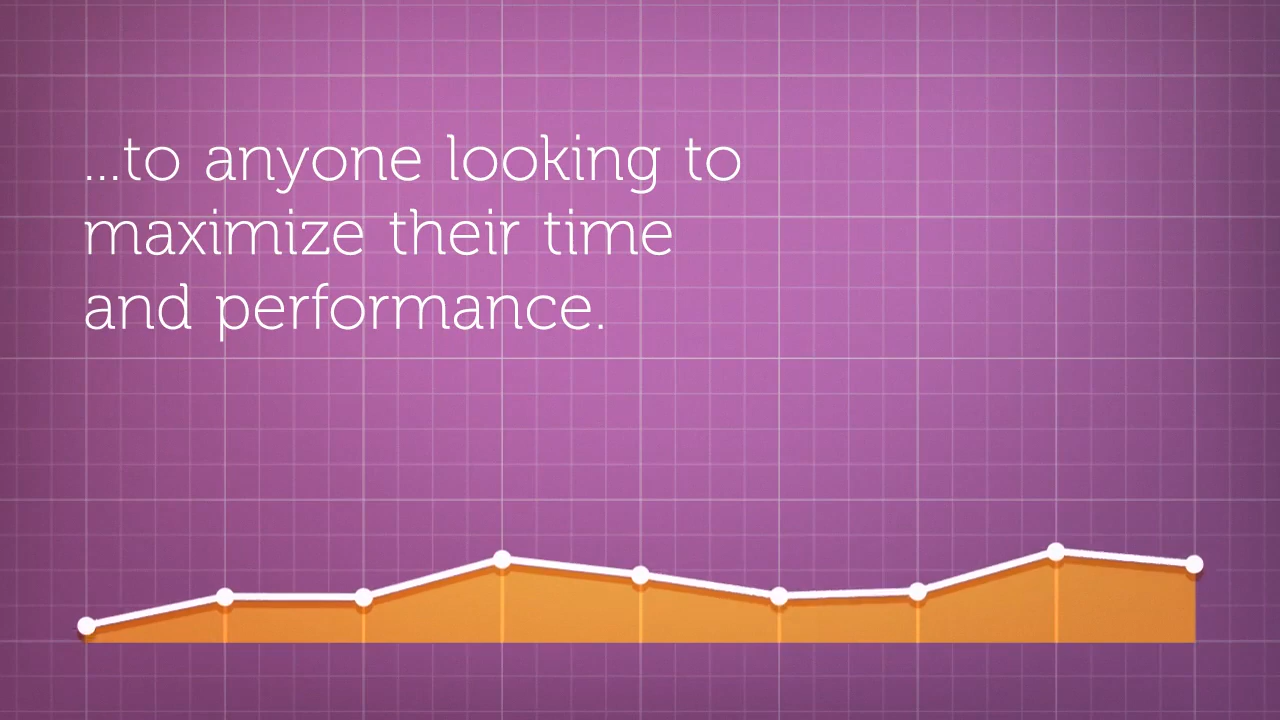 ...to anyone looking to
maximize their time
and performance.